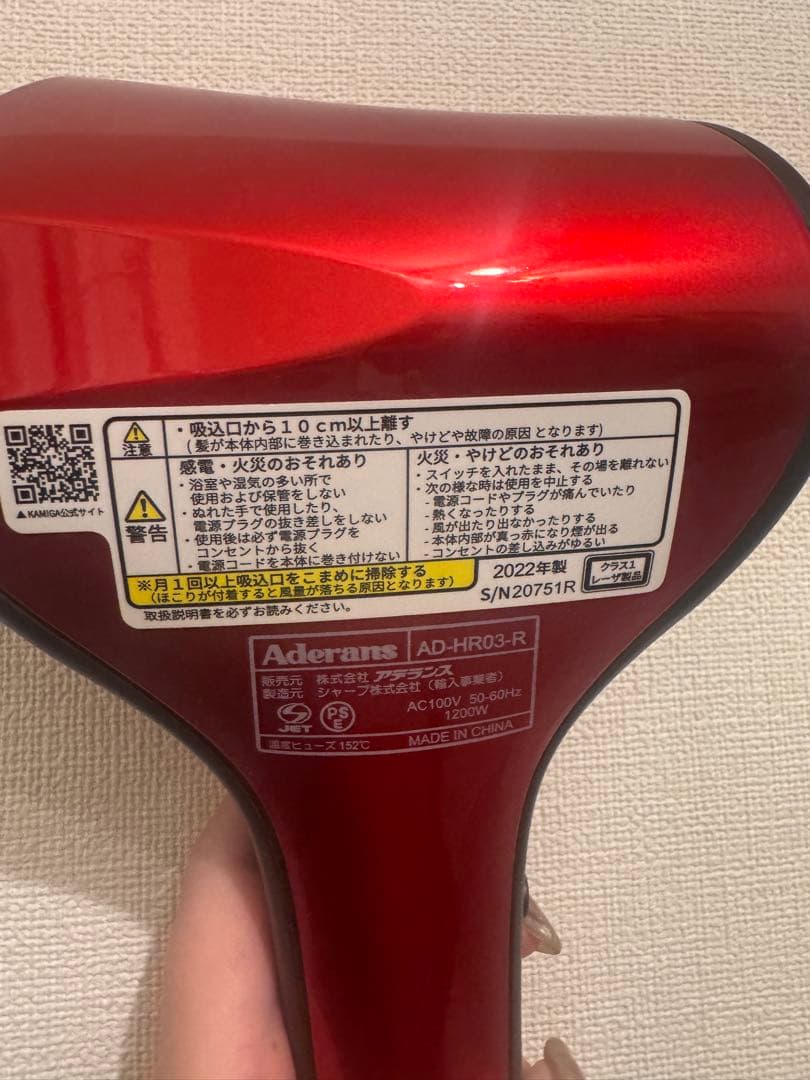 ▲ KAMIGA公式サイト
注意
・吸込口から１０ｃｍ以上離す
(髪が本体内部に巻き込まれたり、やけどや故障の原因 となります)
警告
感電・火災のおそれあり
・浴室や湿気の多い所で
使用および保管をしない
・ぬれた手で使用したり、
電源プラグの抜き差しをしない
・使用後は必ず電源プラグを
コンセントから抜く
・電源コードを本体に巻き付けない
火災・やけどのおそれあり
・スイッチを入れたまま、その場を離れない
・次の様な時は使用を中止する
- 電源コードやプラグが痛んでいたり
- 熱くなったりする
- 風が出たり出なかったりする
- 本体内部が真っ赤になり煙が出る
- コンセントの差し込みがゆるい
※月１回以上吸込口をこまめに掃除する
(ほこりが付着すると風量が落ちる原因となります)
2022年製
S/N20751R
クラス1
レーザ製品
取扱説明書を必ずお読みください。
Aderans
AD-HR03-R
販売元 株式会社 アデランス
製造元 シャープ株式会社（輸入事業者）
JET
PS
E
AC100V 50-60Hz
1200W
温度ヒューズ 152℃
MADE IN CHINA